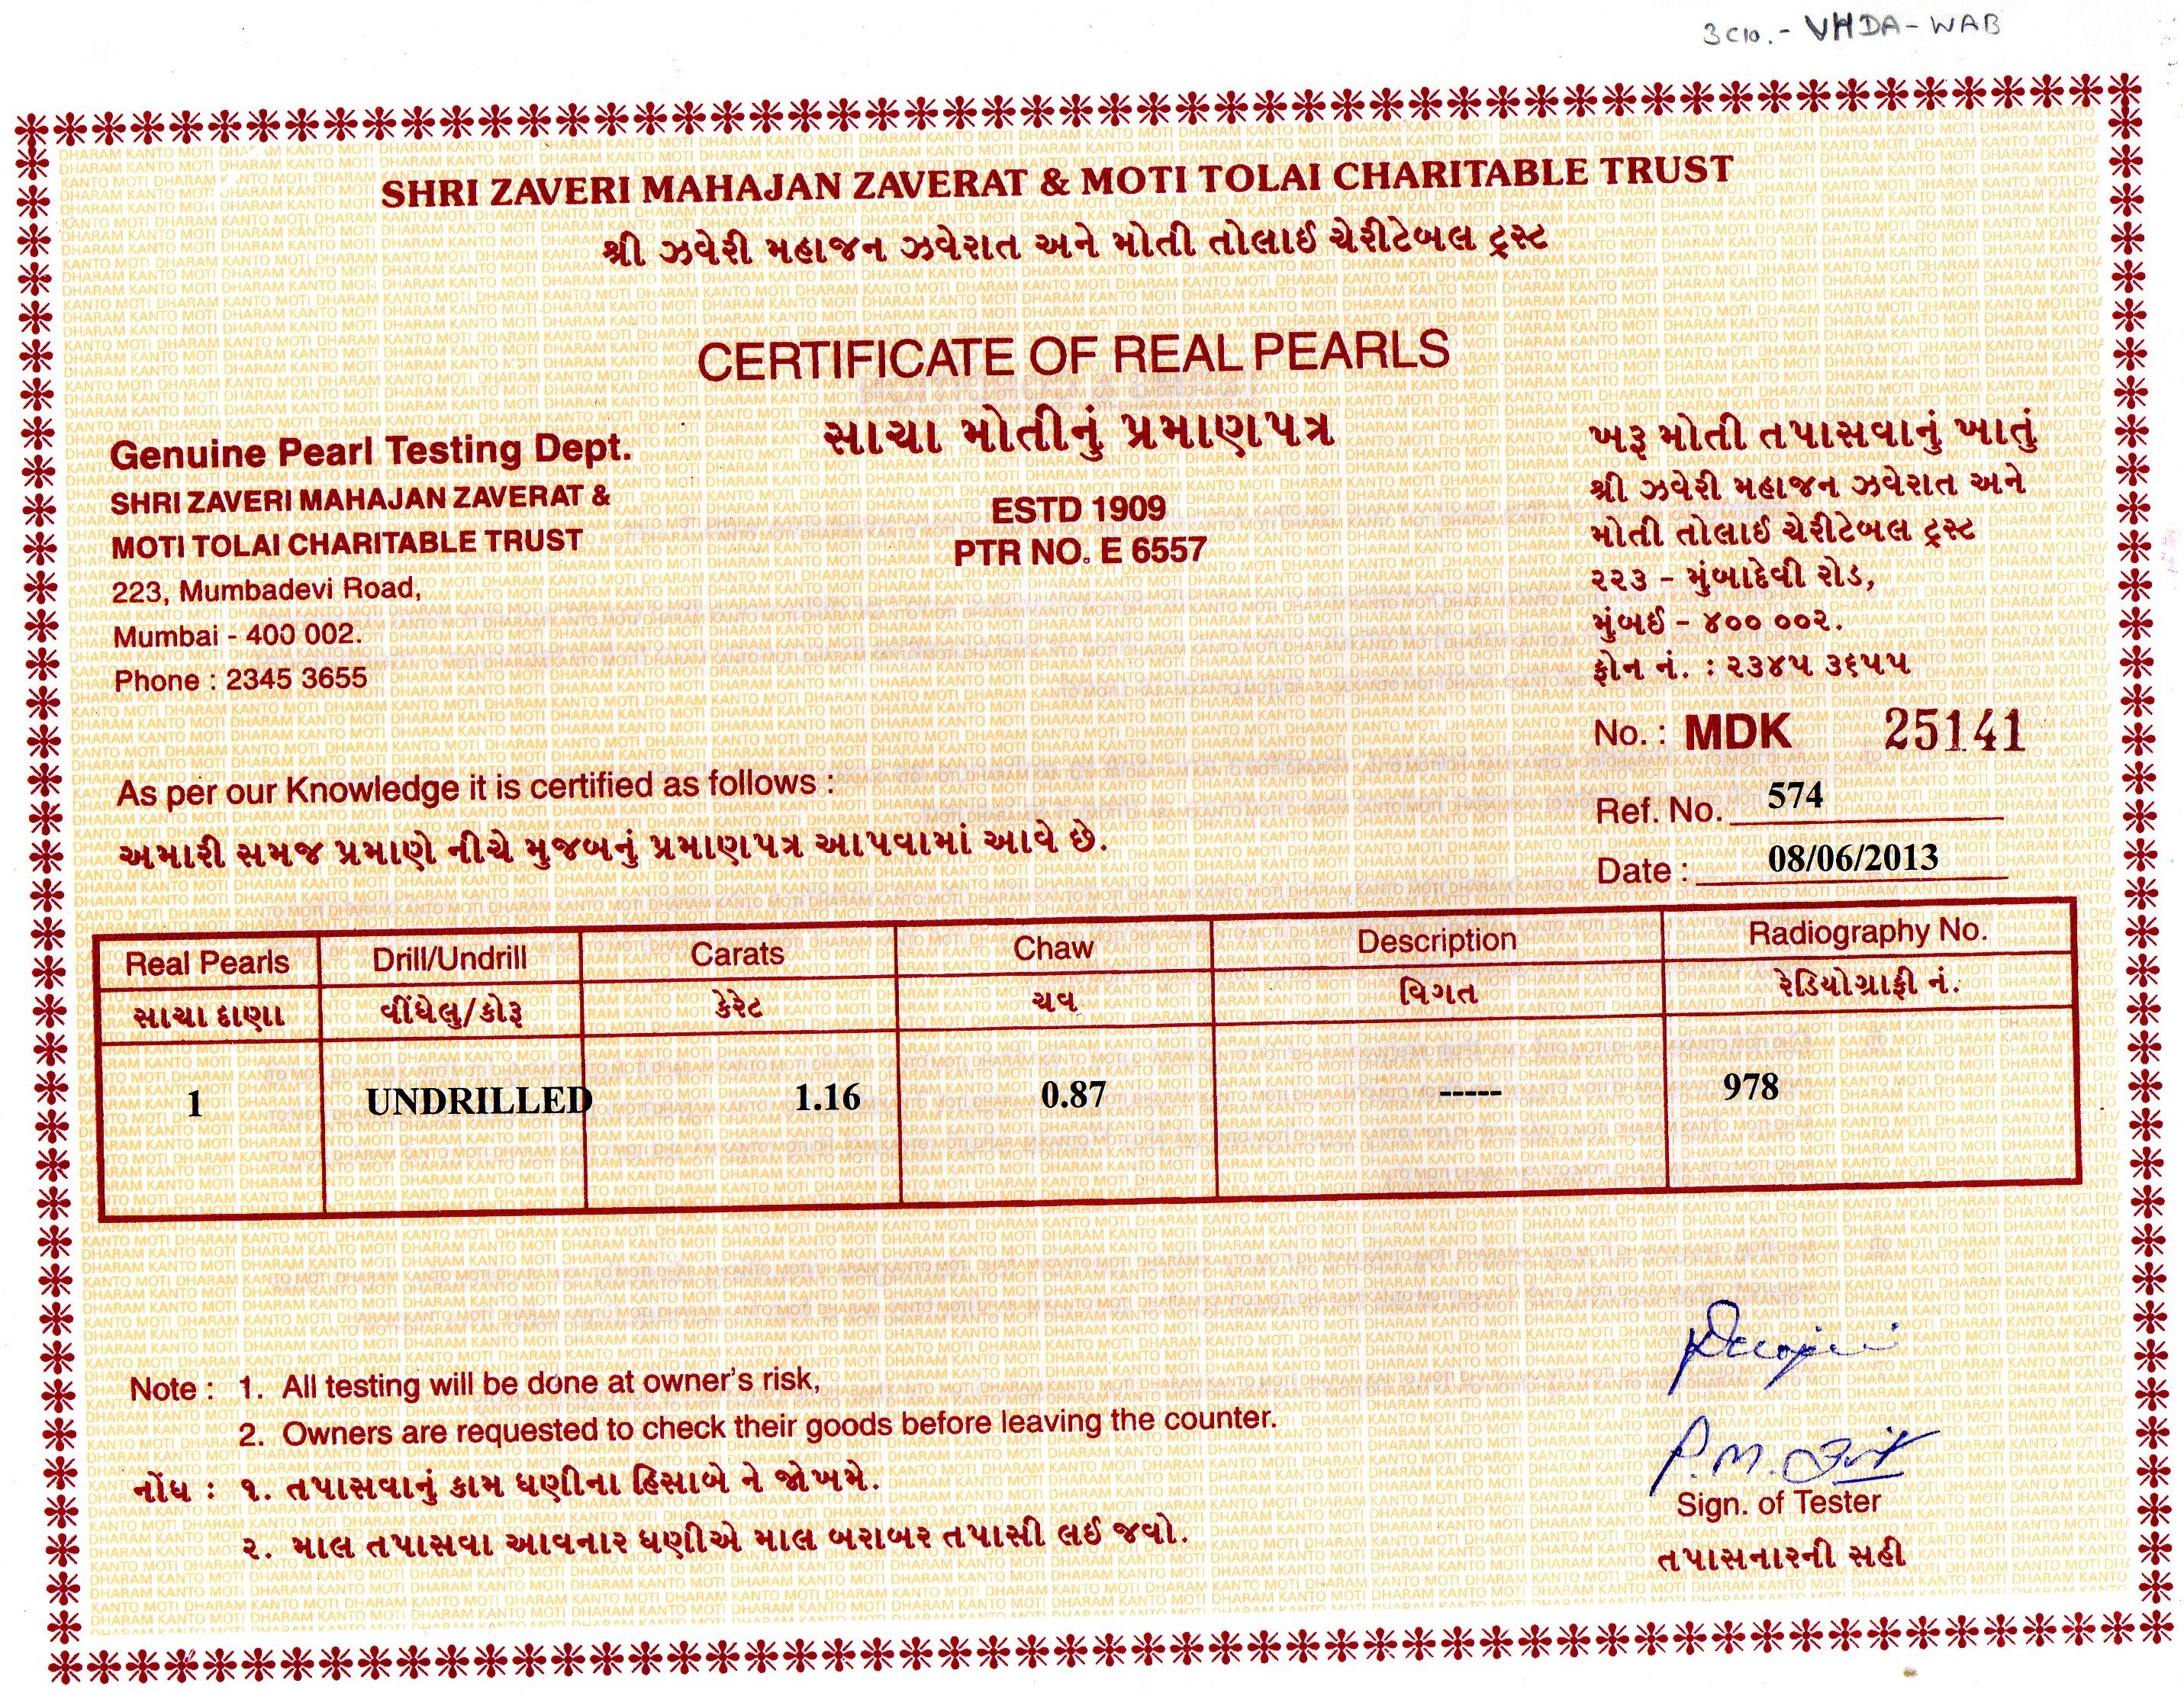 VHDA-WAB
SHRI ZAVERI MAHAJAN ZAVERAT & MOTI TOLAI CHARITABLE TRUST
શ્રી ઝવેરી મહાજન ઝવેરાત અને મોતી તોલાઈ ચેરીટેબલ ટ્રસ્ટ
CERTIFICATE OF REAL PEARLS
સાચા મોતીનું પ્રમાણપત્ર
ESTD 1909
PTR NO. E 6557
Genuine Pearl Testing Dept.
SHRI ZAVERI MAHAJAN ZAVERAT &
MOTI TOLAI CHARITABLE TRUST
223, Mumbadevi Road,
Mumbai - 400 002.
Phone : 2345 3655
ખરૂ મોતી તપાસવાનું ખાતું
શ્રી ઝવેરી મહાજન ઝવેરાત અને
મોતી તોલાઈ ચેરીટેબલ ટ્રસ્ટ
૨૨૩ - મુંબાદેવી રોડ,
મુંબઈ - ૪૦૦ ૦૦૨.
ફોન નં. : ૨૩૪૫ ૩૬૫૫
No. : MDK 25141
Ref. No. 574
Date : 08/06/2013
As per our Knowledge it is certified as follows :
અમારી સમજ પ્રમાણે નીચે મુજબનું પ્રમાણપત્ર આપવામાં આવે છે.
Real Pearls Drill/Undrill Carats Chaw Description Radiography No.
સાચા દાણા વીંધેલુ/કોરૂ કેરેટ ચવ વિગત રેડિયોગ્રાફી નં.
1 UNDRILLED 1.16 0.87 ----- 978
Note : 1. All testing will be done at owner's risk,
2. Owners are requested to check their goods before leaving the counter.
નોંધ : ૧. તપાસવાનું કામ ધણીના હિસાબે ને જોખમે.
૨. માલ તપાસવા આવનાર ધણીએ માલ બરાબર તપાસી લઈ જવો.
P.M.
Sign. of Tester
તપાસનારની સહી